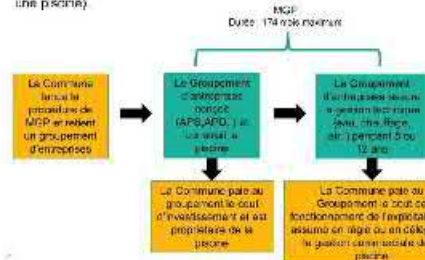 une piscine)
MGP
Durée : 174 mois maximum
La Commune
lance la
procédure de
MGP et retient
un groupement
d'entreprises
Le Groupement
d'entreprises
conçoit
(APS,APD,..) et
construit la
piscine
Le Groupement
d'entreprises assure
la gestion technique
(eau, chauffage,
air..) pendant 5 ou
12 ans
La Commune paie au
groupement le coût
d'investissement et est
propriétaire de la
piscine
La Commune paie au
Groupement le coût de
fonctionnement de l'exploitation
assume en régie ou en
la gestion commerciale de
piscine